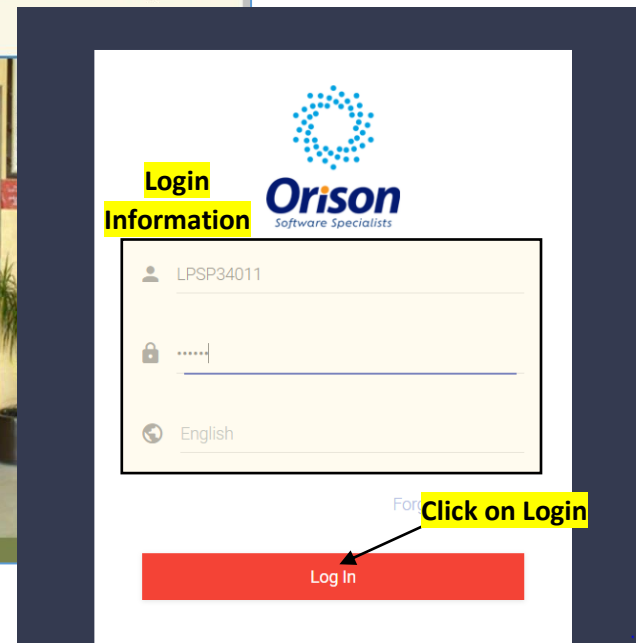 Login
Information
Orison
Software Specialists
LPSP34011
••••••
English
Click on Login
Log In